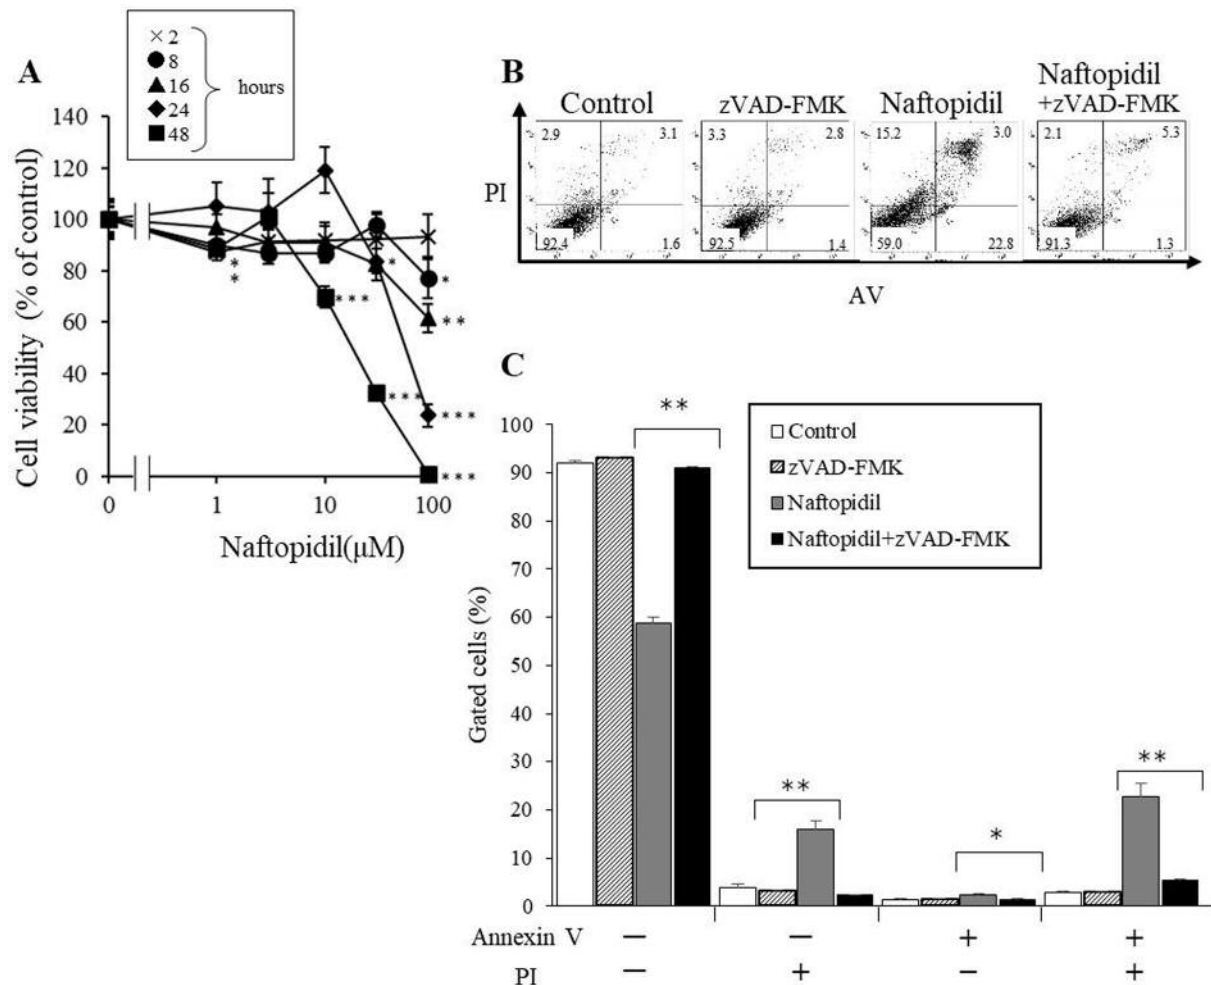 × 2
● 8
▲ 16
◆ 24
■ 48
hours
A
140
120
100
80
60
40
20
0
Cell viability (% of control)
*
*
*
*
**
***
***
***
***
0 1 10 100
Naftopidil(μM)
B
Control zVAD-FMK Naftopidil Naftopidil
+zVAD-FMK
PI
2.9 3.1
92.4 1.6
3.3 2.8
92.5 1.4
15.2 3.0
59.0 22.8
2.1 5.3
91.3 1.3
AV
C
Control
zVAD-FMK
Naftopidil
Naftopidil+zVAD-FMK
100
90
80
70
60
50
40
30
20
10
0
Gated cells (%)
**
**
*
**
Annexin V — — + +
PI — + — +